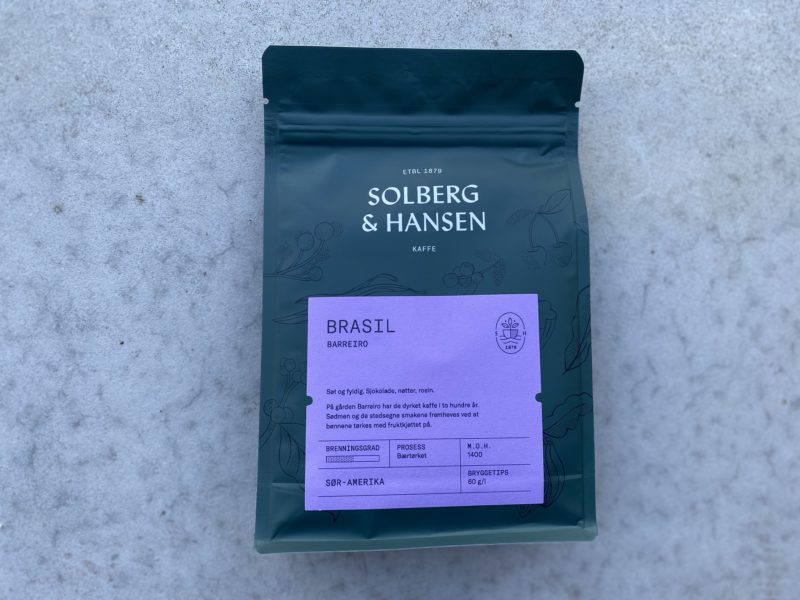 ETBL 1879
SOLBERG
& HANSEN
KAFFE
BRASIL
BARREIRO
S H
1879
Søt og fyldig. Sjokolade, nøtter, rosin.
På gården Barreiro har de dyrket kaffe i to hundre år.
Sødmen og de stedsegne smakene fremheves ved at
bønnene tørkes med fruktkjøttet på.
BRENNINGSGRAD
PROSESS
Bærtørket
M.O.H.
1400
SØR-AMERIKA
BRYGGETIPS
60 g/l